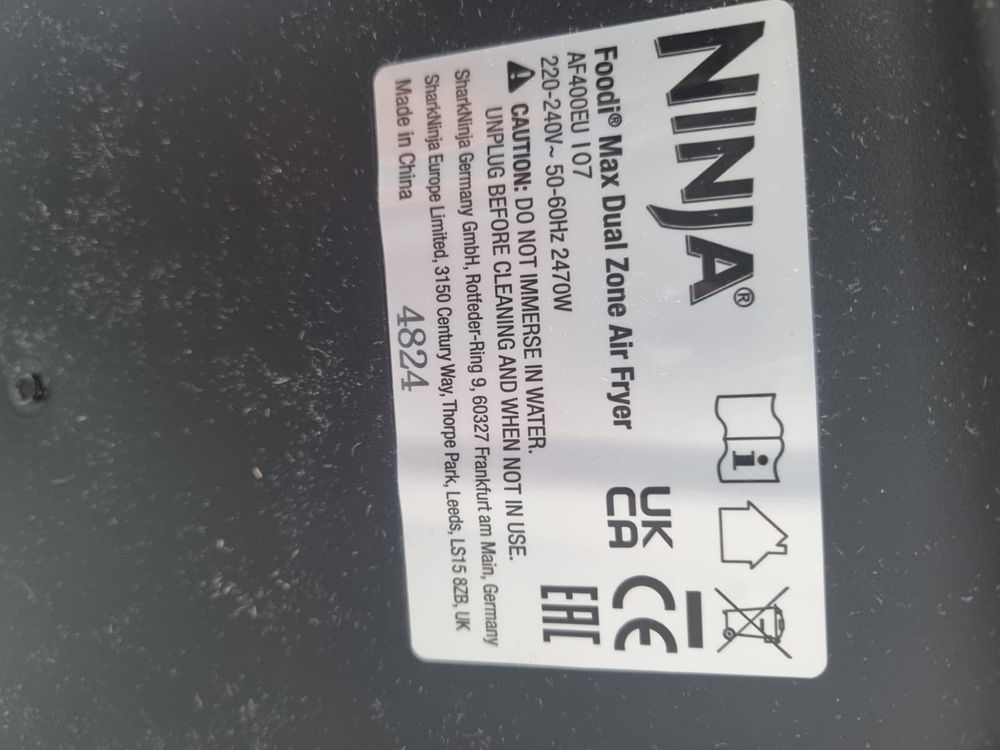 NINJA®
Foodi® Max Dual Zone Air Fryer
AF400EU 107
220-240V~ 50-60Hz 2470W
CAUTION: DO NOT IMMERSE IN WATER.
UNPLUG BEFORE CLEANING AND WHEN NOT IN USE.
SharkNinja Germany GmbH, Rotfeder-Ring 9, 60327 Frankfurt am Main, Germany
SharkNinja Europe Limited, 3150 Century Way, Thorpe Park, Leeds, LS15 8ZB, UK
Made in China
4824
i
UK
CA
CE
EAC